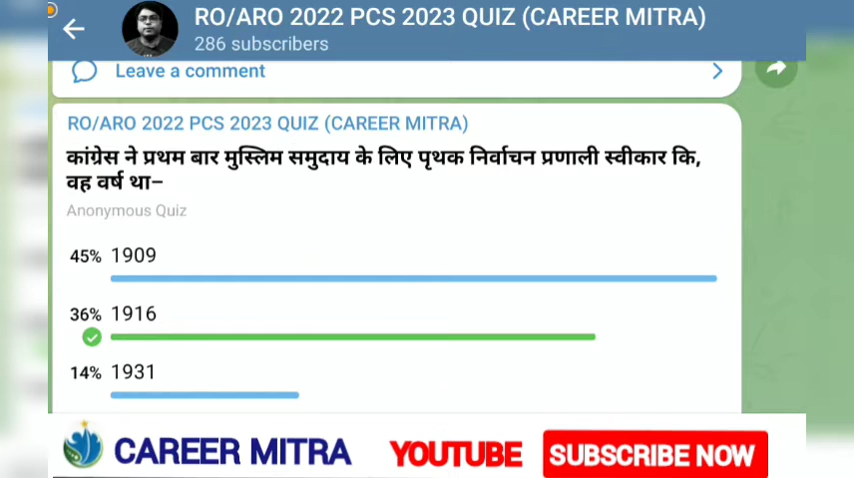 RO/ARO 2022 PCS 2023 QUIZ (CAREER MITRA)
286 subscribers
Leave a comment
RO/ARO 2022 PCS 2023 QUIZ (CAREER MITRA)
कांग्रेस ने प्रथम बार मुस्लिम समुदाय के लिए पृथक निर्वाचन प्रणाली स्वीकार कि,
वह वर्ष था–
Anonymous Quiz
45% 1909
36% 1916
14% 1931
CAREER MITRA YOUTUBE SUBSCRIBE NOW